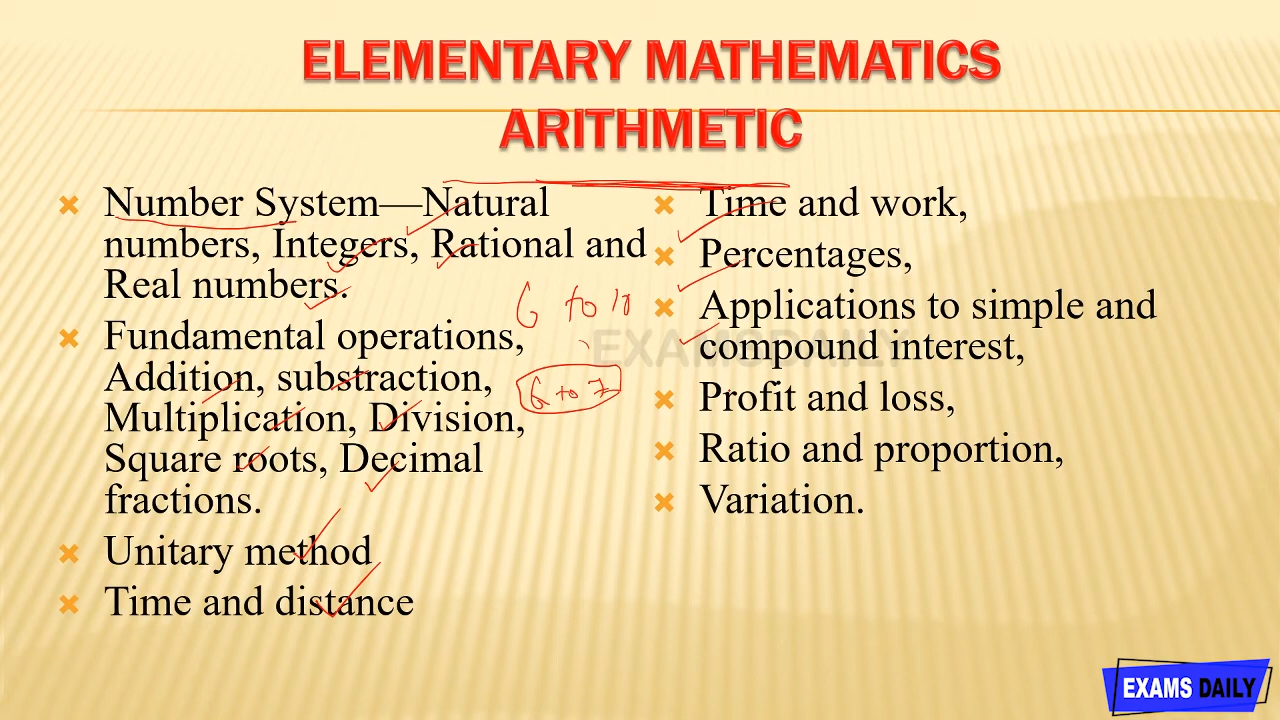 ELEMENTARY MATHEMATICS
ARITHMETIC
Number System—Natural
numbers, Integers, Rational and
Real numbers.
Fundamental operations,
Addition, substraction,
Multiplication, Division,
Square roots, Decimal
fractions.
Unitary method
Time and distance
6 to 10
6 to 7
Time and work,
Percentages,
Applications to simple and
compound interest,
Profit and loss,
Ratio and proportion,
Variation.
EXAMSDAILY
EXAMS DAILY